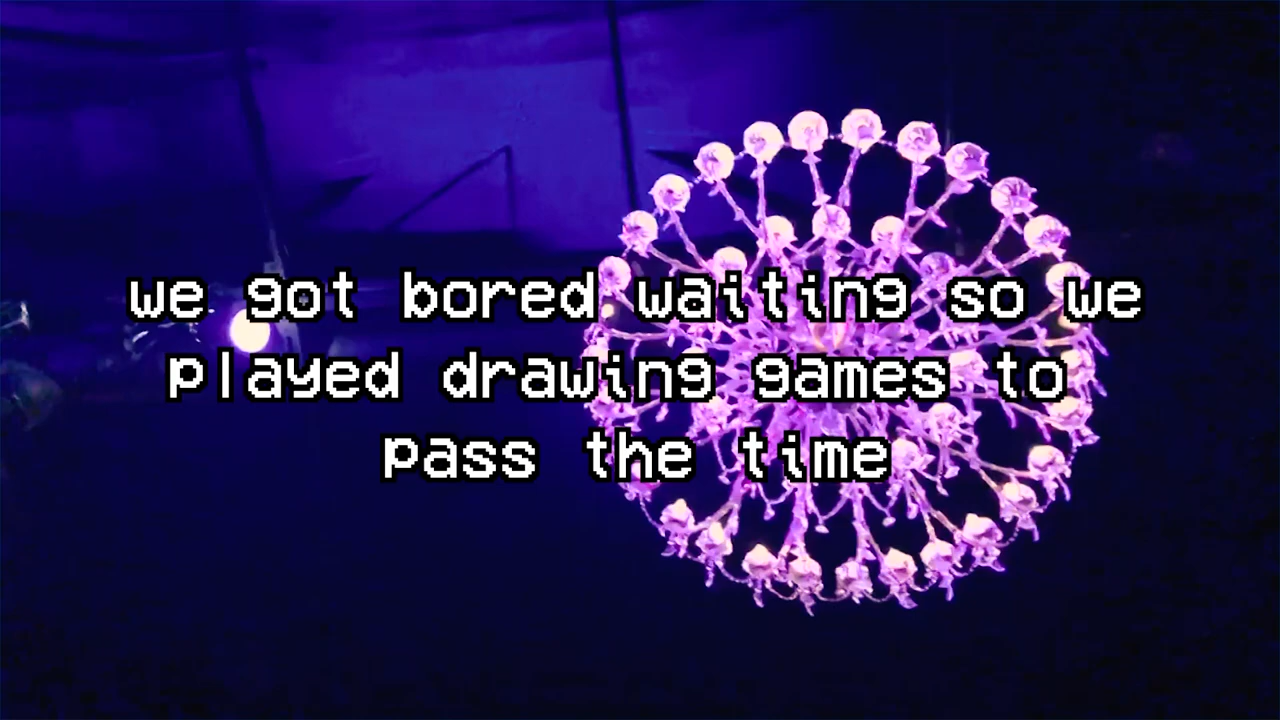 we got bored waiting so we
played drawing games to
pass the time